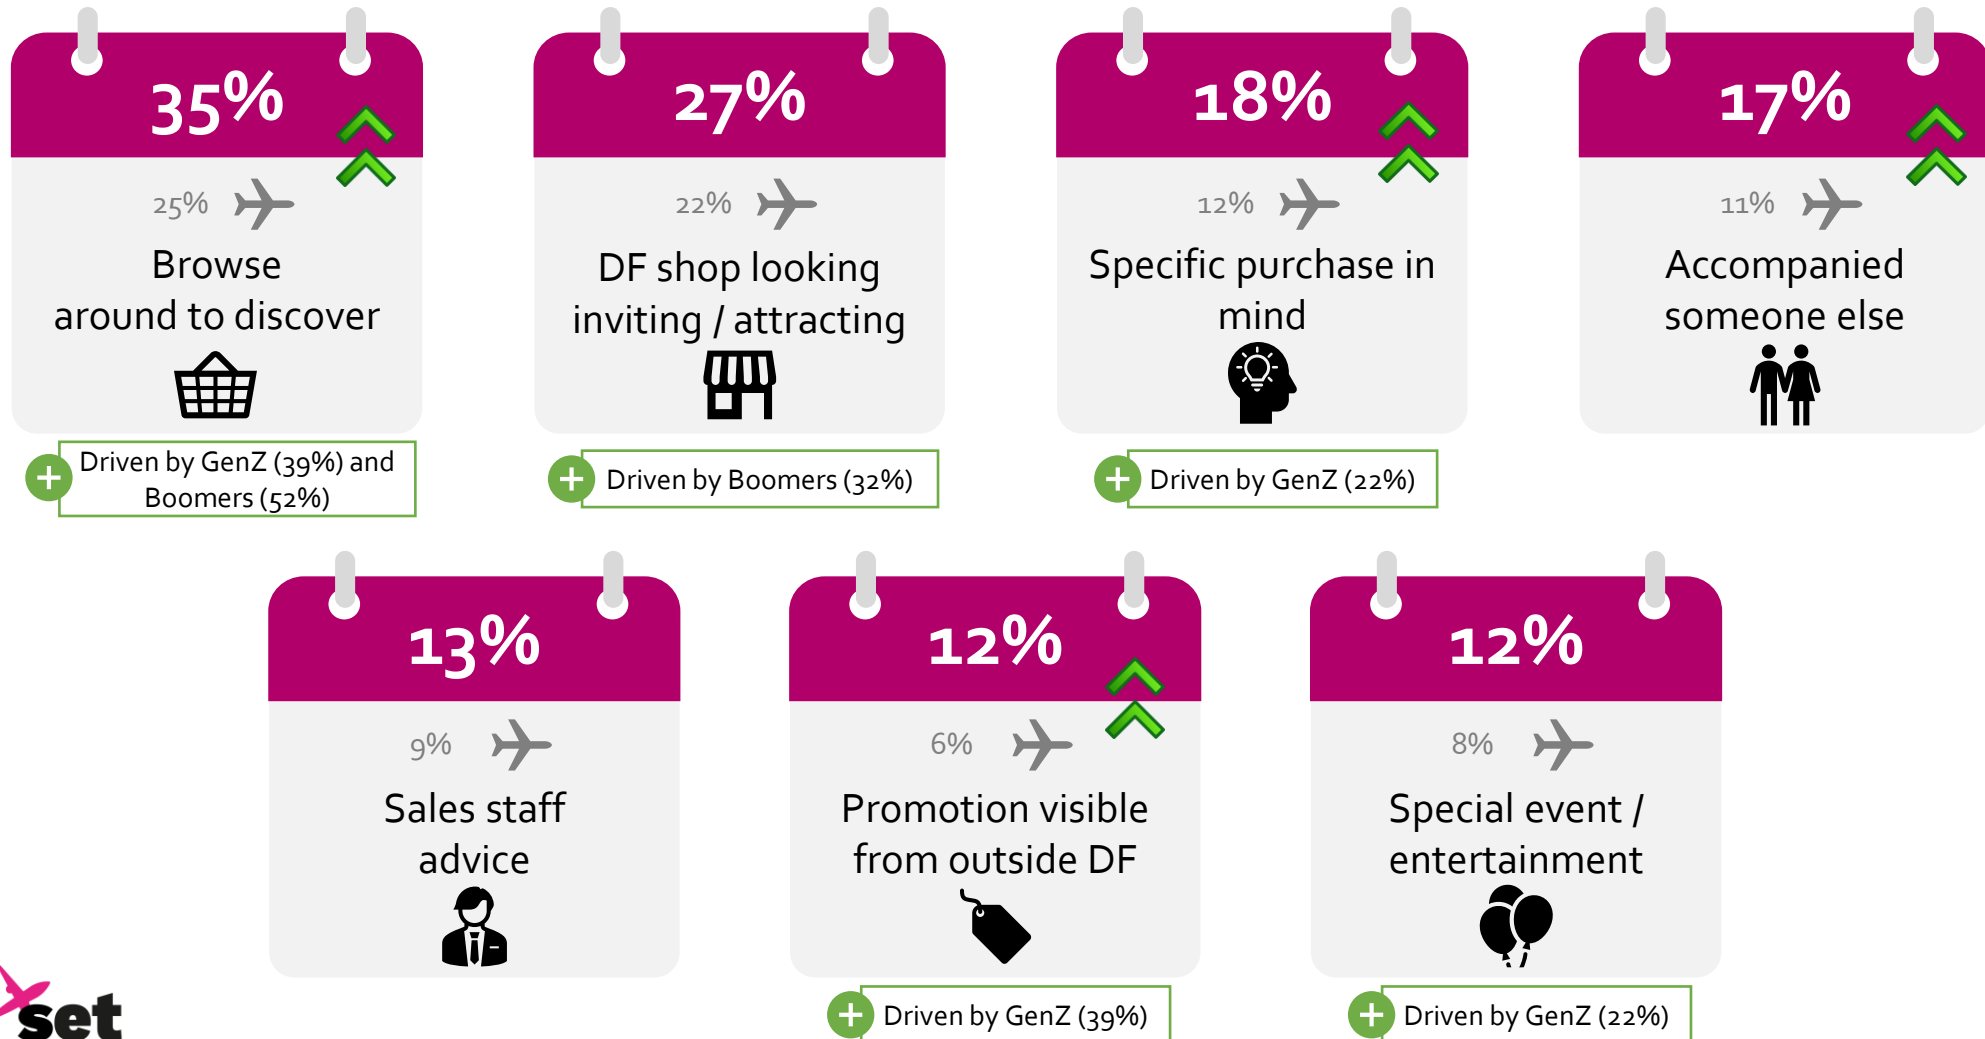 35%
25%
Browse
around to discover
Driven by GenZ (39%) and
Boomers (52%)
27%
22%
DF shop looking
inviting / attracting
Driven by Boomers (32%)
18%
12%
Specific purchase in
mind
Driven by GenZ (22%)
17%
11%
Accompanied
someone else
13%
9%
Sales staff
advice
12%
6%
Promotion visible
from outside DF
Driven by GenZ (39%)
12%
8%
Special event /
entertainment
Driven by GenZ (22%)
set